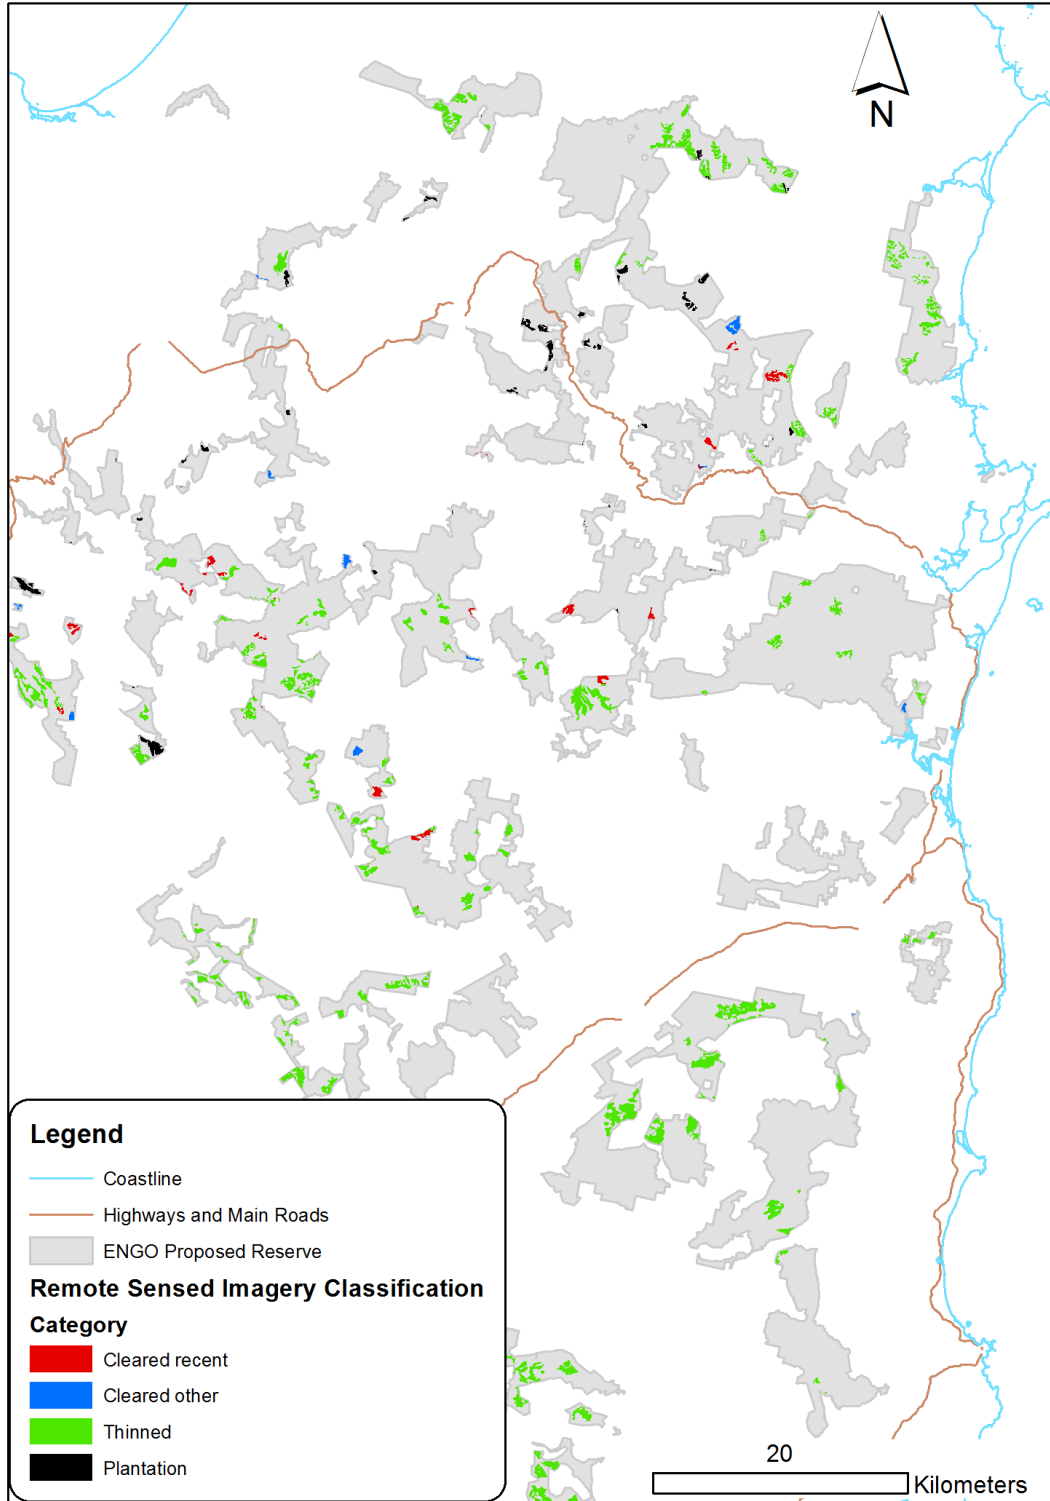 N
Legend
Coastline
Highways and Main Roads
ENGO Proposed Reserve
Remote Sensed Imagery Classification
Category
Cleared recent
Cleared other
Thinned
Plantation
20
Kilometers